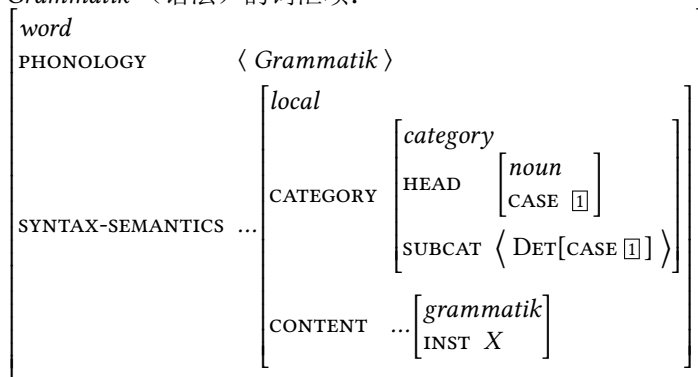 Grammatik（语法）的词汇项：
word
PHONOLOGY ⟨ Grammatik ⟩
SYNTAX-SEMANTICS ...
local
CATEGORY
category
HEAD
noun
CASE 1
SUBCAT ⟨ DET[CASE 1] ⟩
CONTENT ...
grammatik
INST X